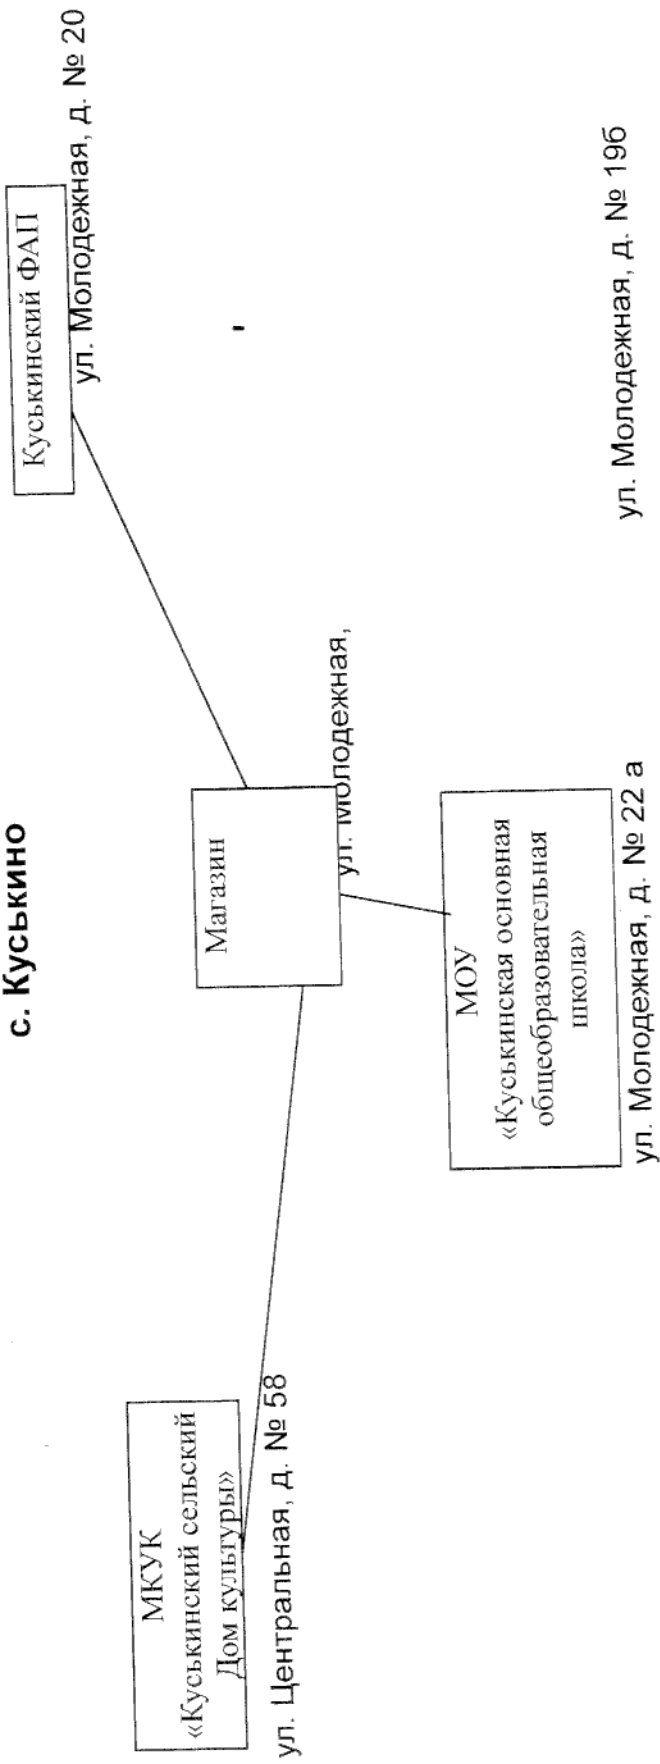 с. Куськино
МКУК
«Куськинский сельский
Дом культуры»
ул. Центральная, д. № 58
Магазин
ул. Молодежная,
Куськинский ФАП
ул. Молодежная, д. № 20
МОУ
«Куськинская основная
общеобразовательная
школа»
ул. Молодежная, д. № 22 а
ул. Молодежная, д. № 19б